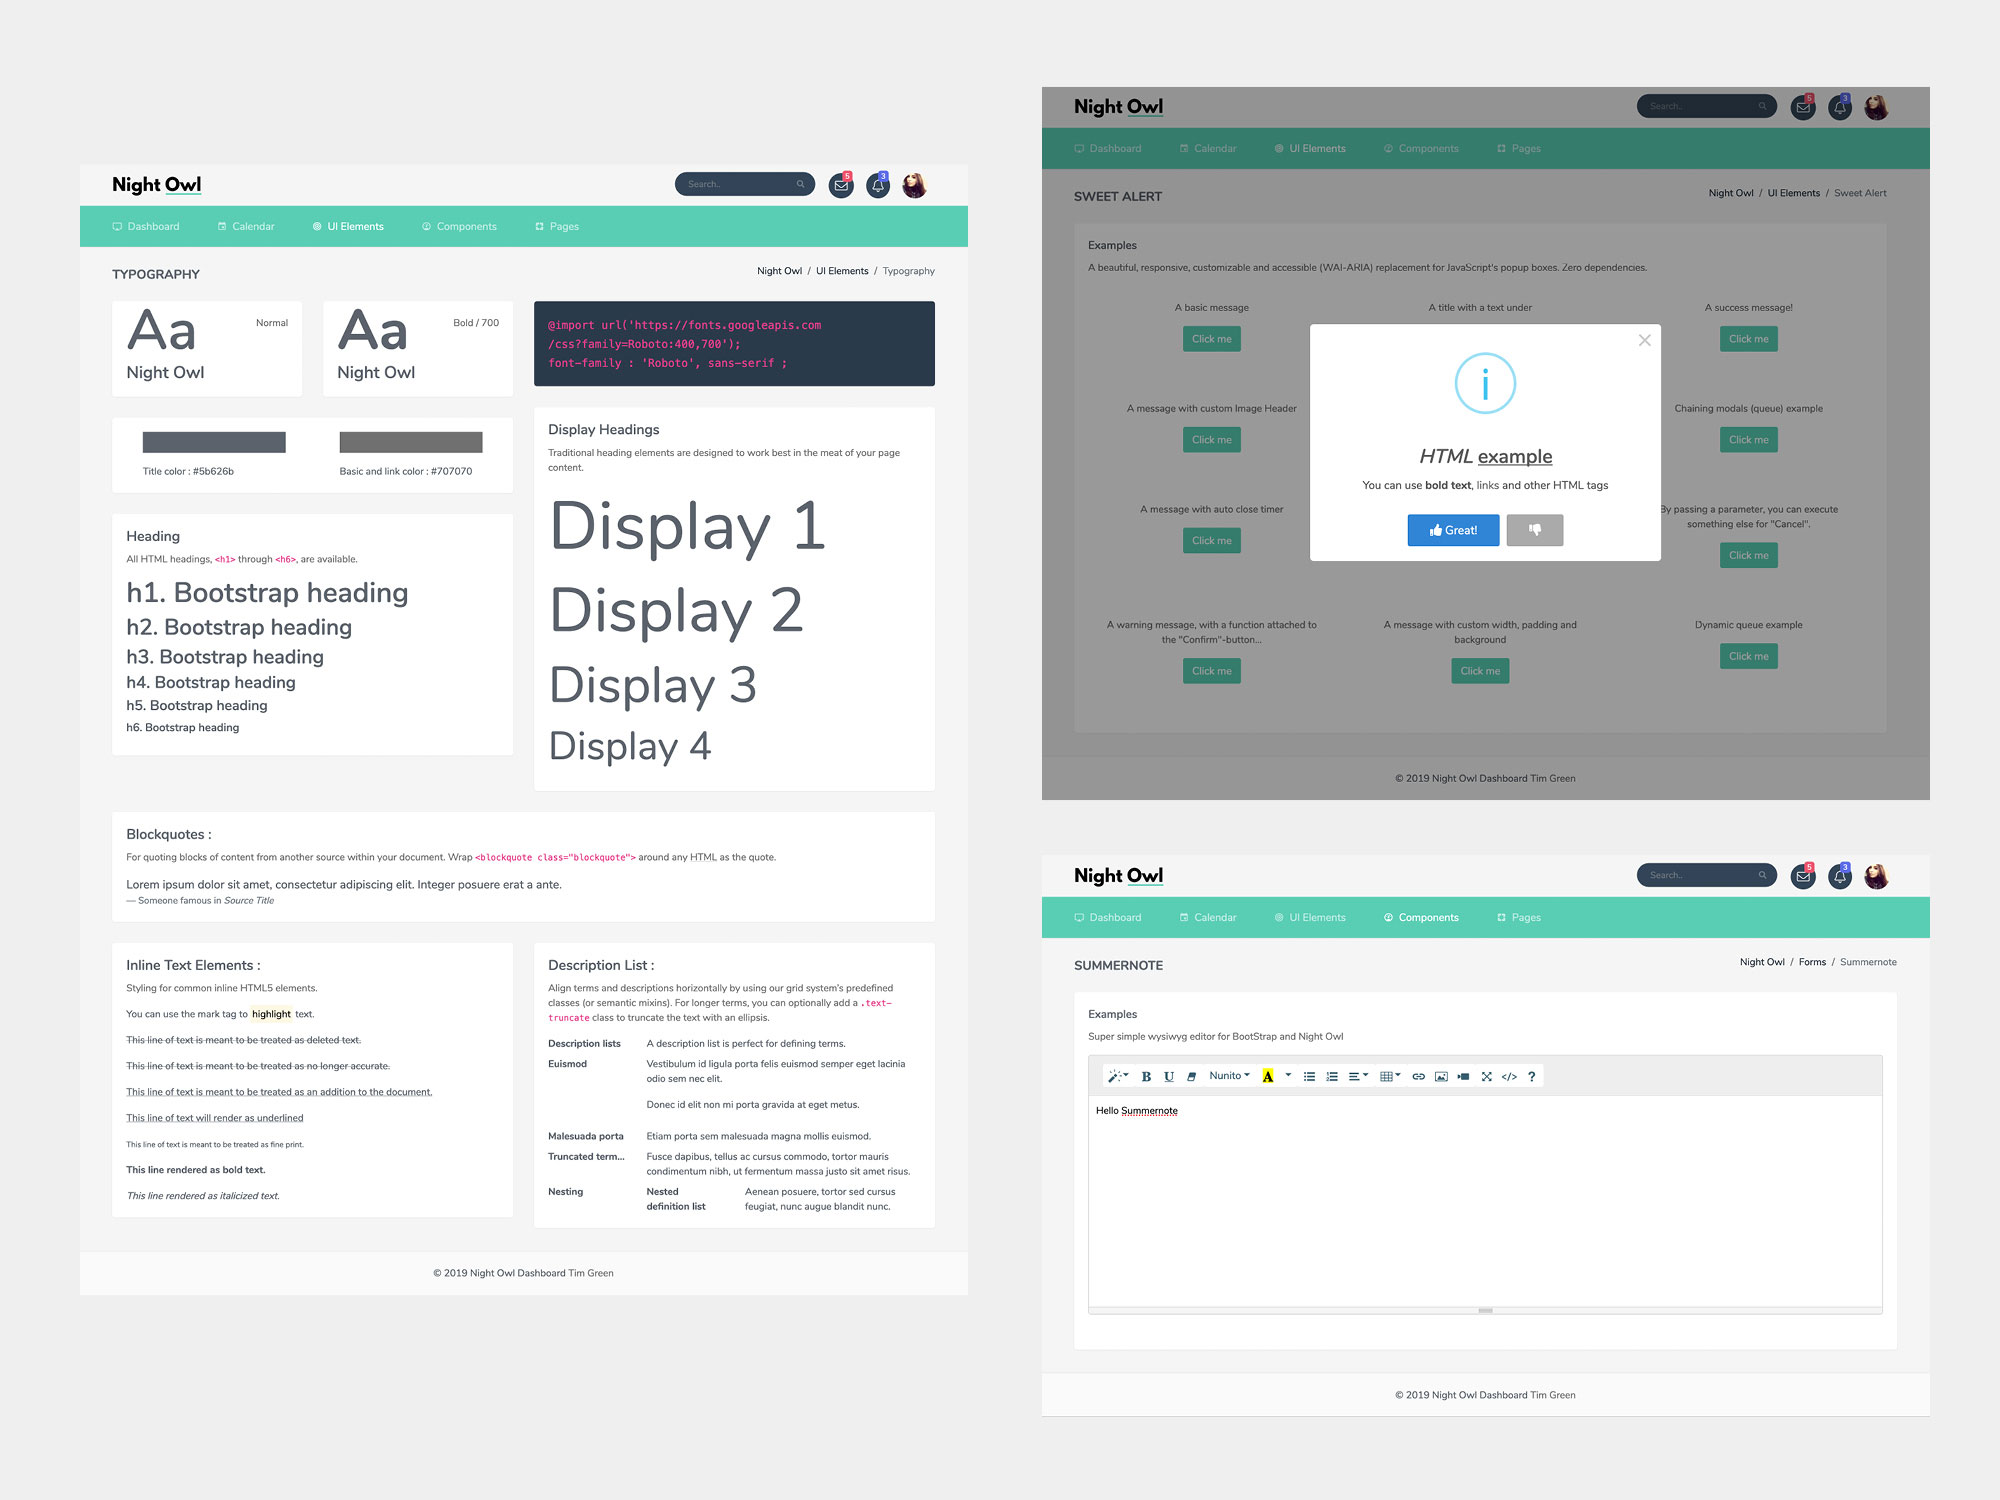 Night Owl
Search..
5
3
Dashboard
Calendar
UI Elements
Components
Pages
TYPOGRAPHY
Night Owl / UI Elements / Typography
Aa
Normal
Night Owl
Aa
Bold / 700
Night Owl
@import url('https://fonts.googleapis.com
/css?family=Roboto:400,700');
font-family : 'Roboto', sans-serif ;
Title color : #5b626b
Basic and link color : #707070
Heading
All HTML headings, <h1> through <h6>, are available.
h1. Bootstrap heading
h2. Bootstrap heading
h3. Bootstrap heading
h4. Bootstrap heading
h5. Bootstrap heading
h6. Bootstrap heading
Display Headings
Traditional heading elements are designed to work best in the meat of your page
content.
Display 1
Display 2
Display 3
Display 4
Blockquotes :
For quoting blocks of content from another source within your document. Wrap <blockquote class="blockquote"> around any HTML as the quote.
Lorem ipsum dolor sit amet, consectetur adipiscing elit. Integer posuere erat a ante.
— Someone famous in Source Title
Inline Text Elements :
Styling for common inline HTML5 elements.
You can use the mark tag to highlight text.
This line of text is meant to be treated as deleted text.
This line of text is meant to be treated as no longer accurate.
This line of text is meant to be treated as an addition to the document.
This line of text will render as underlined
This line of text is meant to be treated as fine print.
This line rendered as bold text.
This line rendered as italicized text.
Description List :
Align terms and descriptions horizontally by using our grid system's predefined
classes (or semantic mixins). For longer terms, you can optionally add a .text-
truncate class to truncate the text with an ellipsis.
Description lists
A description list is perfect for defining terms.
Euismod
Vestibulum id ligula porta felis euismod semper eget lacinia
odio sem nec elit.
Donec id elit non mi porta gravida at eget metus.
Malesuada porta
Etiam porta sem malesuada magna mollis euismod.
Truncated term...
Fusce dapibus, tellus ac cursus commodo, tortor mauris
condimentum nibh, ut fermentum massa justo sit amet risus.
Nesting
Nested
definition list
Aenean posuere, tortor sed cursus
feugiat, nunc augue blandit nunc.
© 2019 Night Owl Dashboard Tim Green
Night Owl
Search..
5
3
Dashboard
Calendar
UI Elements
Components
Pages
SWEET ALERT
Night Owl / UI Elements / Sweet Alert
Examples
A beautiful, responsive, customizable and accessible (WAI-ARIA) replacement for JavaScript's popup boxes. Zero dependencies.
A basic message
Click me
A title with a text under
A success message!
Click me
A message with custom Image Header
Click me
Chaining modals (queue) example
Click me
A message with auto close timer
Click me
By passing a parameter, you can execute
something else for "Cancel".
Click me
×
i
HTML example
You can use bold text, links and other HTML tags
Great!
A warning message, with a function attached to
the "Confirm"-button...
Click me
A message with custom width, padding and
background
Click me
Dynamic queue example
Click me
© 2019 Night Owl Dashboard Tim Green
Night Owl
Search..
5
3
Dashboard
Calendar
UI Elements
Components
Pages
SUMMERNOTE
Night Owl / Forms / Summernote
Examples
Super simple wysiwyg editor for BootStrap and Night Owl
B U Nunito A </> ?
Hello Summernote
© 2019 Night Owl Dashboard Tim Green